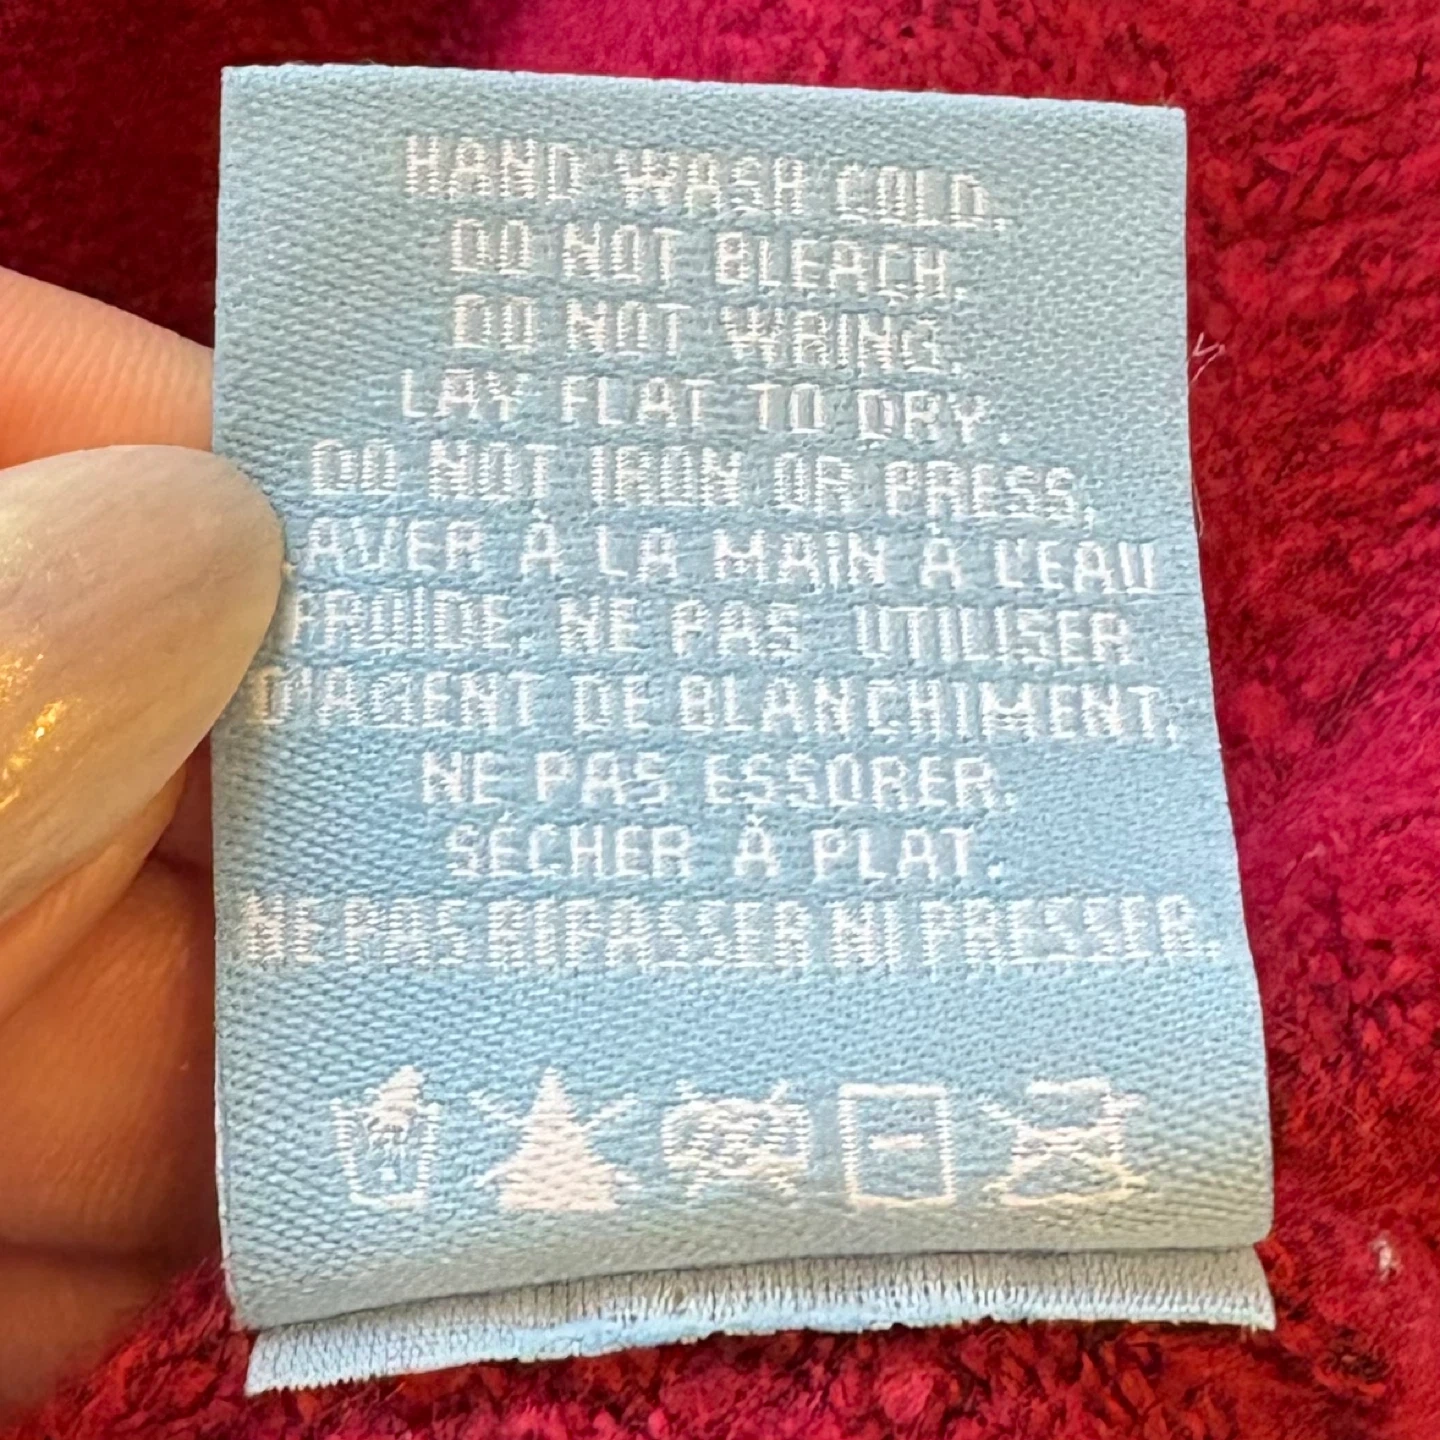 HAND WASH COLD.
DO NOT BLEACH.
DO NOT WRING.
LAY FLAT TO DRY.
DO NOT IRON OR PRESS,
AVER À LA MAIN À L'EAU
FROIDE. NE PAS UTILISER
D'AGENT DE BLANCHIMENT,
NE PAS ESSORER.
SÉCHER À PLAT.
NE PAS REPASSER NI PRESSER.